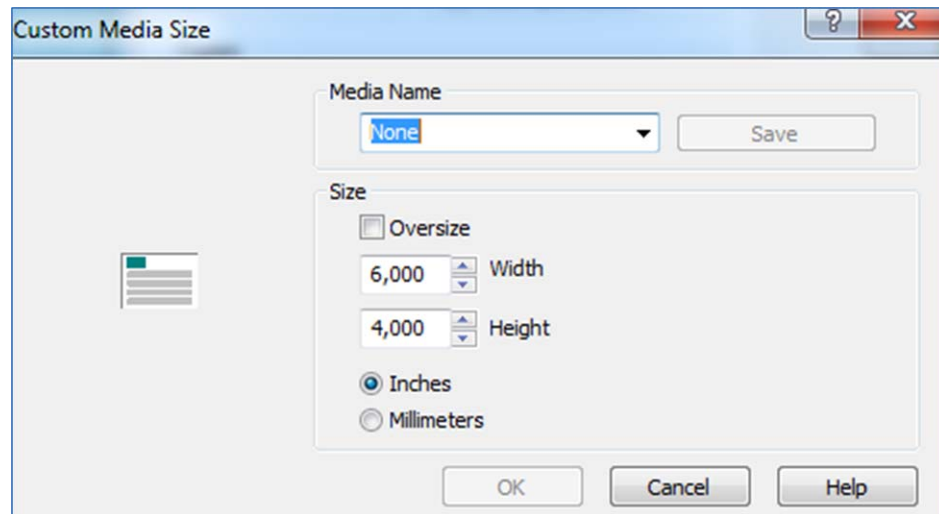 Custom Media Size
Media Name
None
Save
Size
Oversize
6,000 Width
4,000 Height
Inches
Millimeters
OK Cancel Help